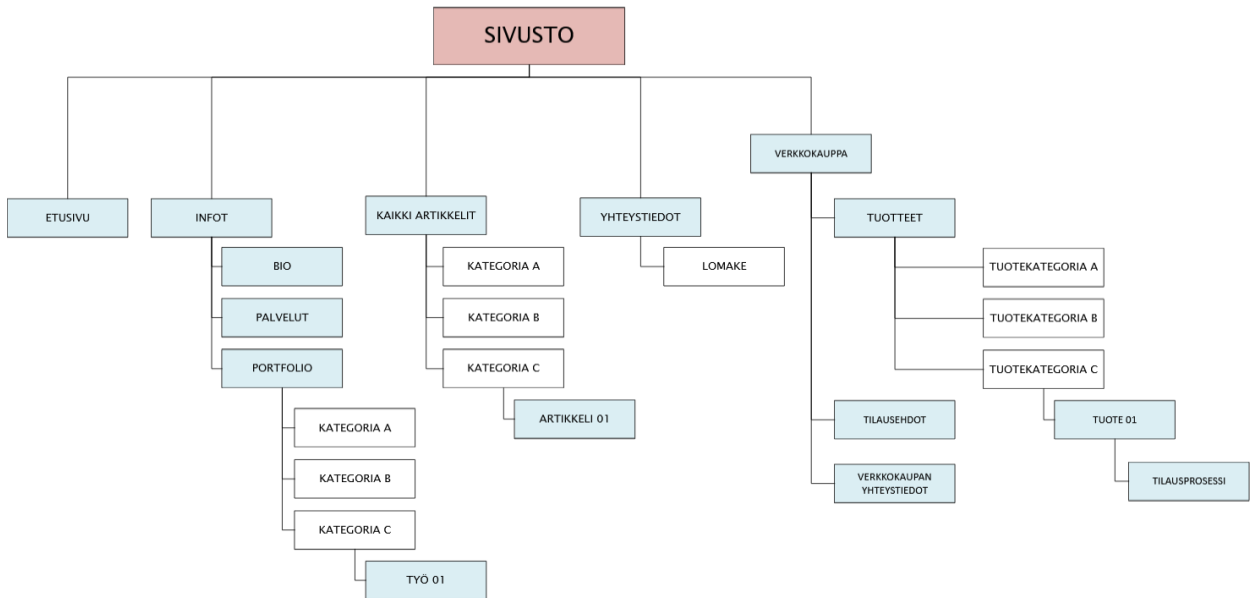 SIVUSTO
ETUSIVU
INFOT
BIO
PALVELUT
PORTFOLIO
KATEGORIA A
KATEGORIA B
KATEGORIA C
TYÖ 01
KAIKKI ARTIKKELIT
KATEGORIA A
KATEGORIA B
KATEGORIA C
ARTIKKELI 01
YHTEYSTIEDOT
LOMAKE
VERKKOKAUPPA
TUOTTEET
TUOTEKATEGORIA A
TUOTEKATEGORIA B
TUOTEKATEGORIA C
TUOTE 01
TILAUSPROSESSI
TILAUSEHDOT
VERKKOKAUPAN
YHTEYSTIEDOT